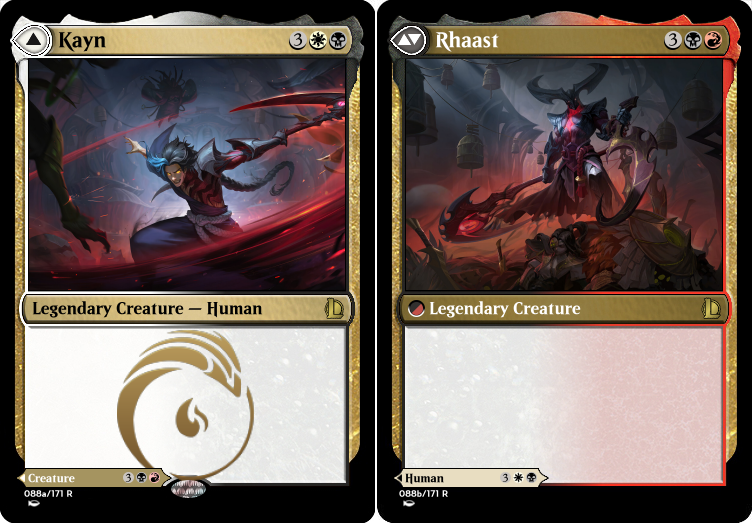 Kayn
3
Legendary Creature — Human
Creature
3
088a/171 R
Rhaast
3
Legendary Creature
Human
3
088b/171 R